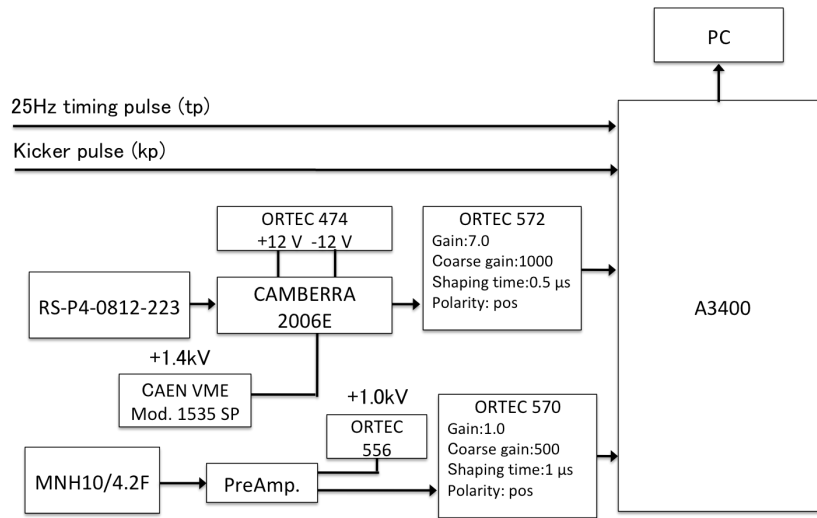 PC
25Hz timing pulse (tp)
Kicker pulse (kp)
ORTEC 474
+12 V -12 V
ORTEC 572
Gain:7.0
Coarse gain:1000
Shaping time:0.5 μs
Polarity: pos
RS-P4-0812-223
CAMBERRA
2006E
A3400
+1.4kV
CAEN VME
Mod. 1535 SP
+1.0kV
ORTEC
556
ORTEC 570
Gain:1.0
Coarse gain:500
Shaping time:1 μs
Polarity: pos
MNH10/4.2F
PreAmp.